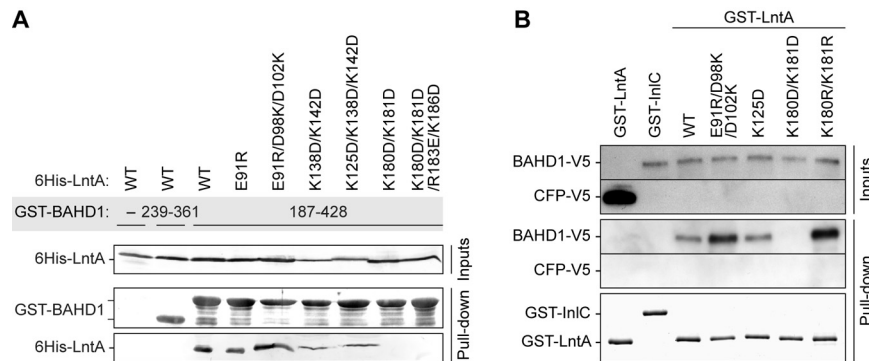 A
6His-LntA: WT WT WT E91R E91R/D98K/D102K K138D/K142D K125D/K138D/K142D K180D/K181D K180D/K181D /R183E/K186D
GST-BAHD1: – 239-361 187-428
6His-LntA
Inputs
GST-BAHD1
6His-LntA
Pull-down
B
GST-LntA
GST-LntA GST-InlC WT E91R/D98K /D102K K125D K180D/K181D K180R/K181R
BAHD1-V5
CFP-V5
Inputs
BAHD1-V5
CFP-V5
GST-InlC
GST-LntA
Pull-down